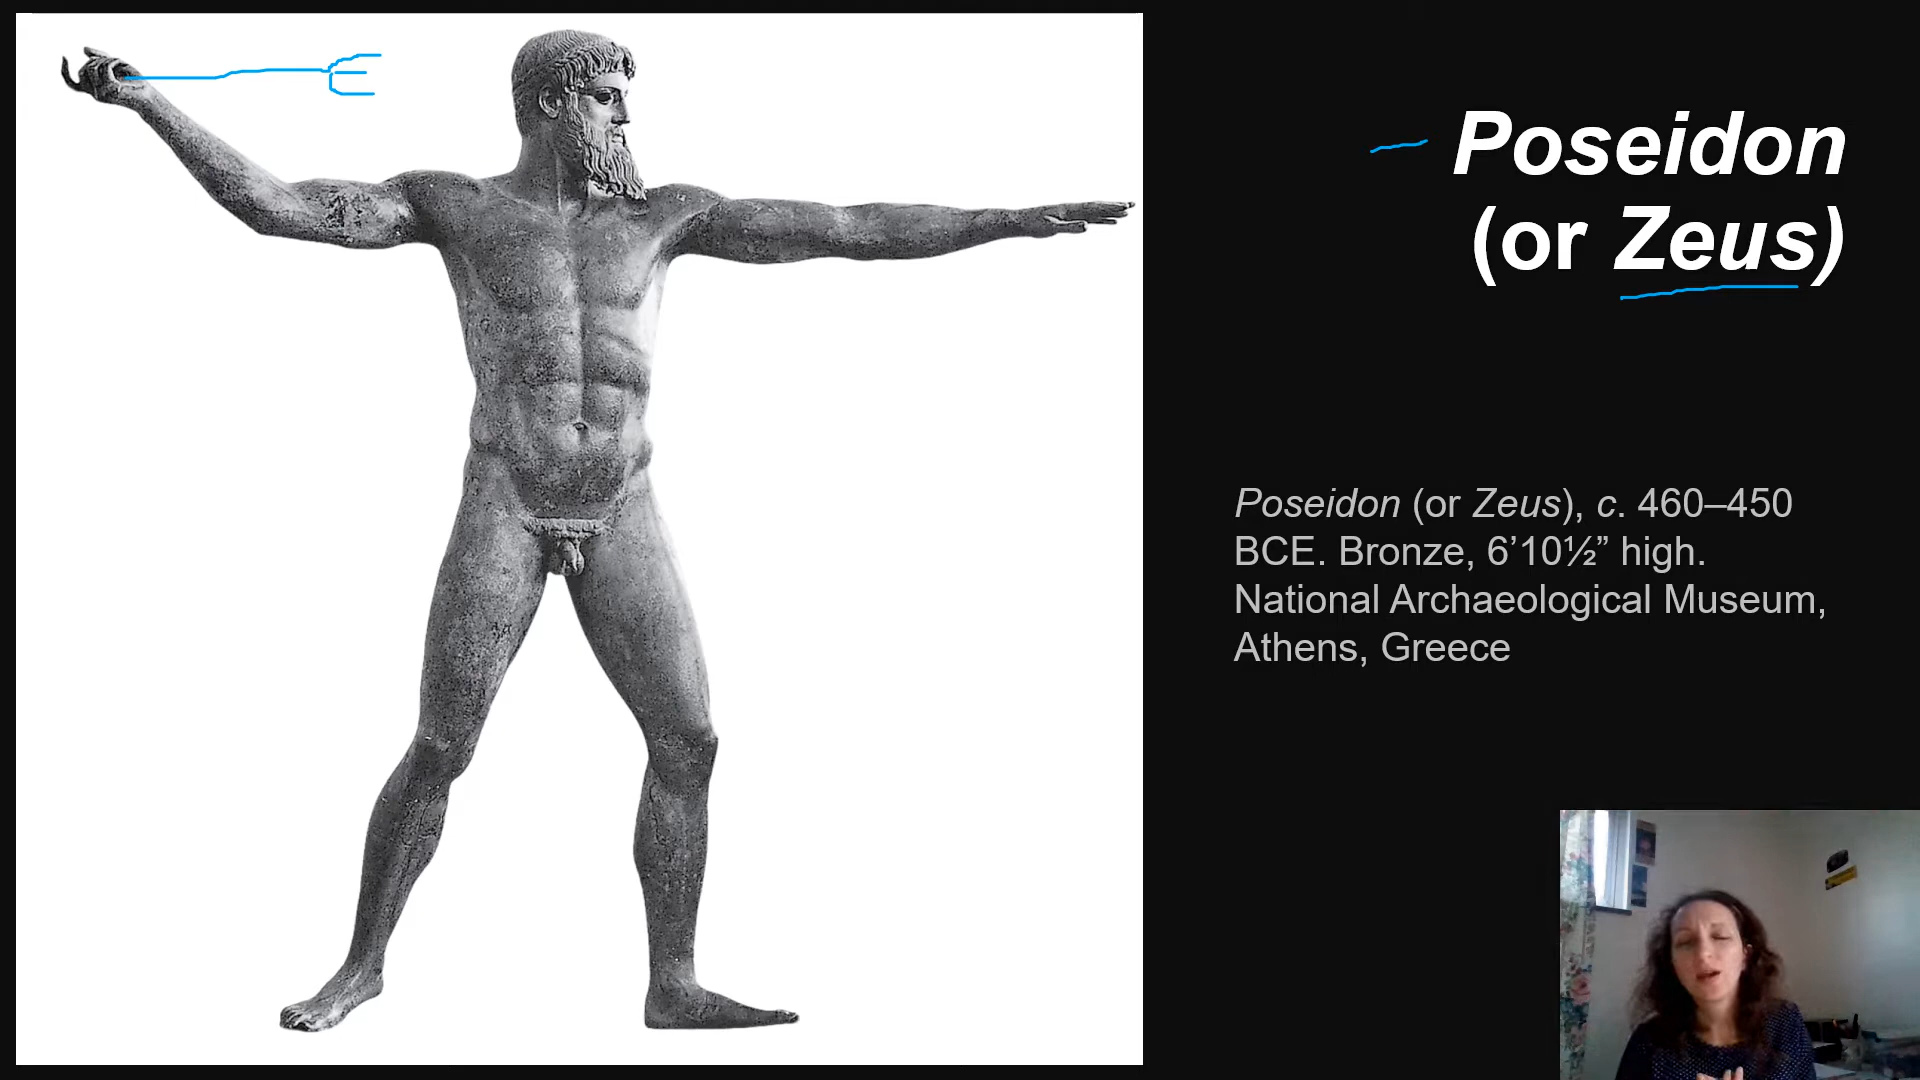 Poseidon
(or Zeus)
Poseidon (or Zeus), c. 460–450
BCE. Bronze, 6’10½” high.
National Archaeological Museum,
Athens, Greece